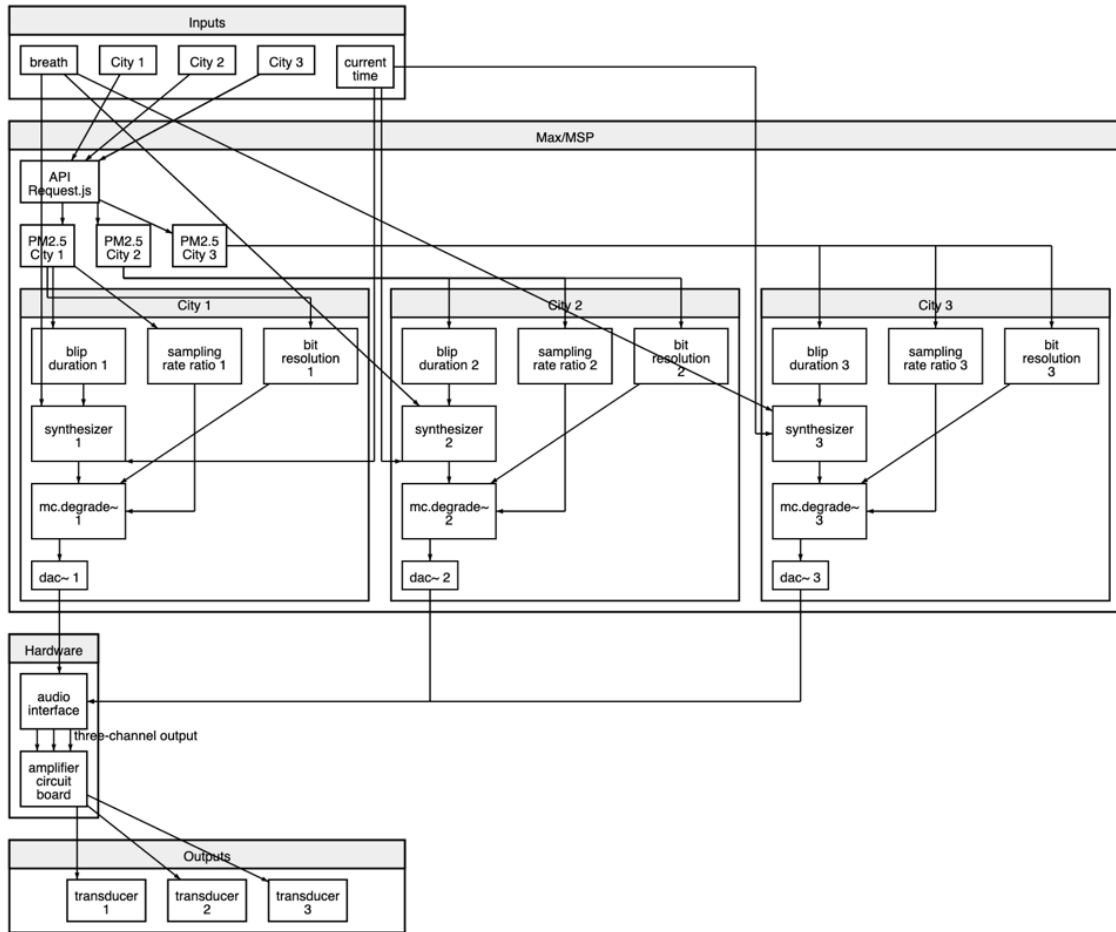 Inputs
breath
City 1
City 2
City 3
current
time
Max/MSP
API
Request.js
PM2.5
City 1
PM2.5
City 2
PM2.5
City 3
City 1
blip
duration 1
sampling
rate ratio 1
bit
resolution
1
synthesizer
1
mc.degrade~
1
dac~ 1
City 2
blip
duration 2
sampling
rate ratio 2
bit
resolution
2
synthesizer
2
mc.degrade~
2
dac~ 2
City 3
blip
duration 3
sampling
rate ratio 3
bit
resolution
3
synthesizer
3
mc.degrade~
3
dac~ 3
Hardware
audio
interface
three-channel output
amplifier
circuit
board
Outputs
transducer
1
transducer
2
transducer
3